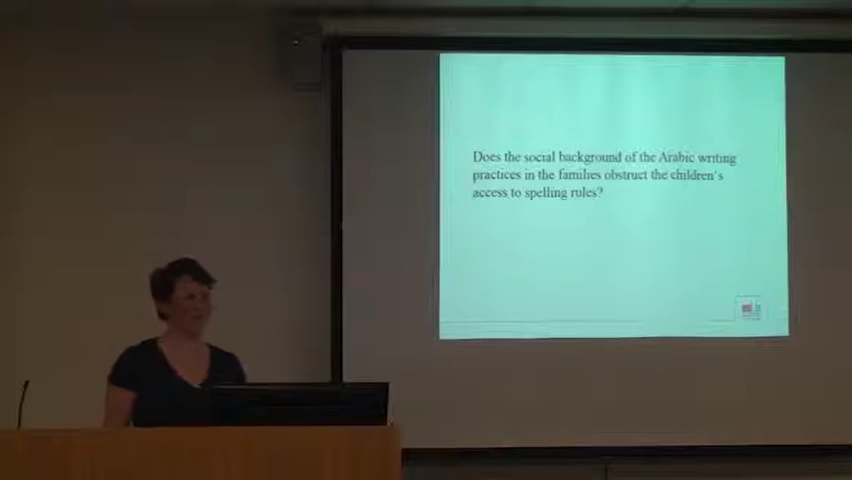 Does the social background of the Arabic writing
practices in the families obstruct the children's
access to spelling rules?